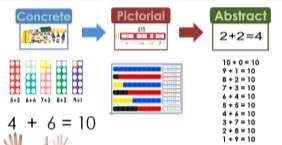 Concrete
Pictorial
Abstract
2+2=4
5+5 6+4 7+3 8+2 9+1
4 + 6 = 10
10 + 0 = 10
9 + 1 = 10
8 + 2 = 10
7 + 3 = 10
6 + 4 = 10
5 + 5 = 10
4 + 6 = 10
3 + 7 = 10
2 + 8 = 10
1 + 9 = 10